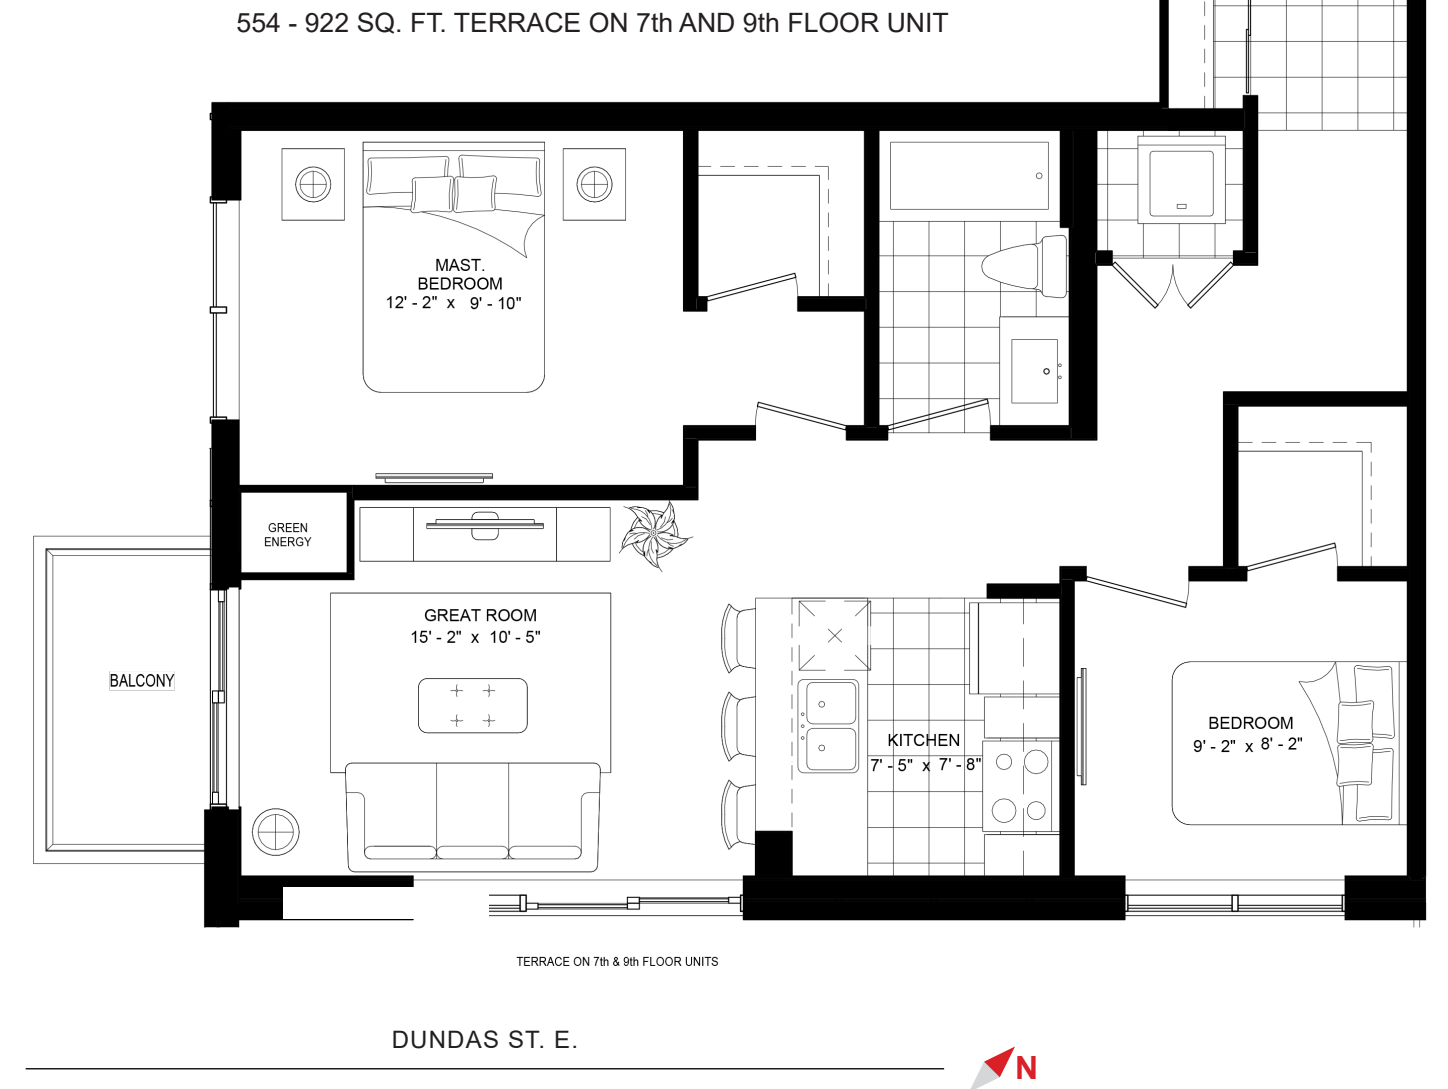 554 - 922 SQ. FT. TERRACE ON 7th AND 9th FLOOR UNIT
MAST.
BEDROOM
12' - 2" x 9' - 10"
GREEN
ENERGY
GREAT ROOM
15' - 2" x 10' - 5"
BALCONY
KITCHEN
7' - 5" x 7' - 8"
BEDROOM
9' - 2" x 8' - 2"
TERRACE ON 7th & 9th FLOOR UNITS
DUNDAS ST. E.
N